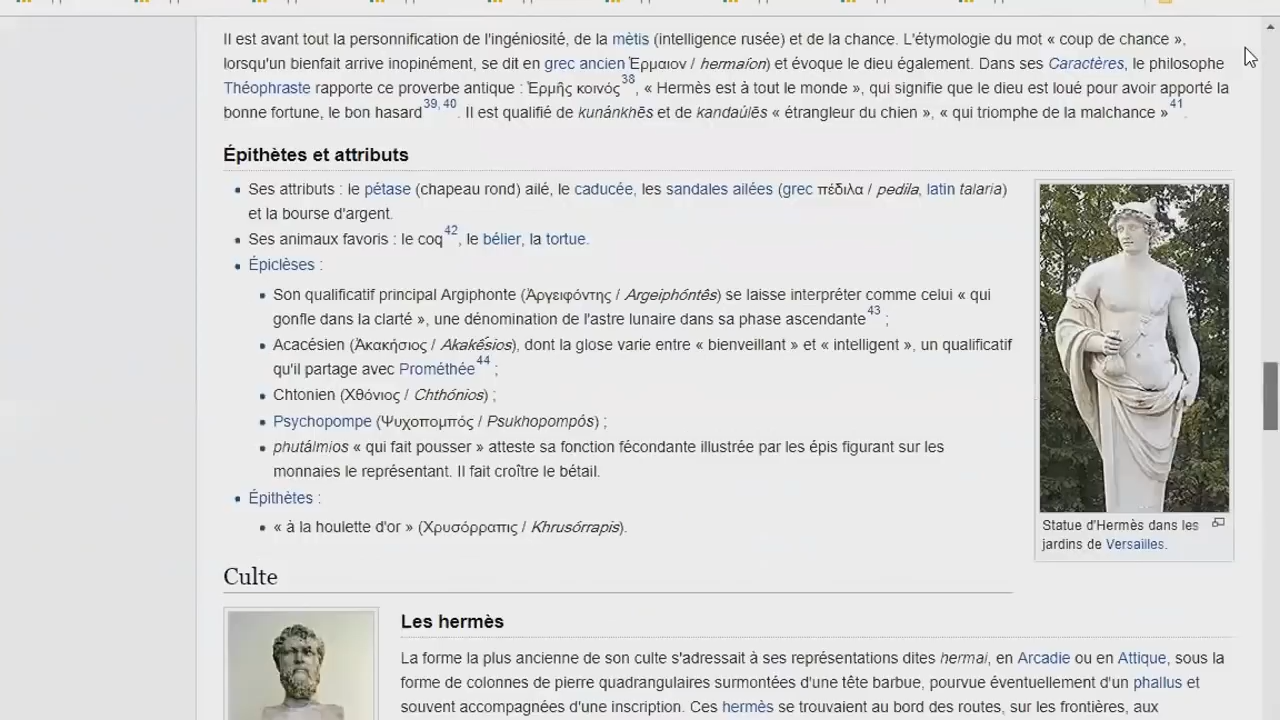 Il est avant tout la personnification de l'ingéniosité, de la mètis (intelligence rusée) et de la chance. L'étymologie du mot « coup de chance »,
lorsqu'un bienfait arrive inopinément, se dit en grec ancien Ἕρμαιον / hermaíon) et évoque le dieu également. Dans ses Caractères, le philosophe
Théophraste rapporte ce proverbe antique : Ἑρμῆς κοινός38, « Hermès est à tout le monde », qui signifie que le dieu est loué pour avoir apporté la
bonne fortune, le bon hasard39, 40. Il est qualifié de kunánkhēs et de kandaúlēs « étrangleur du chien », « qui triomphe de la malchance »41.
Épithètes et attributs
Ses attributs : le pétase (chapeau rond) ailé, le caducée, les sandales ailées (grec πέδιλα / pedila, latin talaria)
et la bourse d'argent.
Ses animaux favoris : le coq42, le bélier, la tortue.
Épiclèses :
Son qualificatif principal Argiphonte (Ἀργειφόντης / Argeiphóntês) se laisse interpréter comme celui « qui
gonfle dans la clarté », une dénomination de l'astre lunaire dans sa phase ascendante43 ;
Acacésien (Ἀκακήσιος / Akakḗsios), dont la glose varie entre « bienveillant » et « intelligent », un qualificatif
qu'il partage avec Prométhée44 ;
Chtonien (Χθόνιος / Chthónios) ;
Psychopompe (Ψυχοπομπός / Psukhopompós) ;
phutálmios « qui fait pousser » atteste sa fonction fécondante illustrée par les épis figurant sur les
monnaies le représentant. Il fait croître le bétail.
Épithètes :
« à la houlette d'or » (Χρυσόρραπις / Khrusórrapis).
Statue d'Hermès dans les
jardins de Versailles.
Culte
Les hermès
La forme la plus ancienne de son culte s'adressait à ses représentations dites hermai, en Arcadie ou en Attique, sous la
forme de colonnes de pierre quadrangulaires surmontées d'une tête barbue, pourvue éventuellement d'un phallus et
souvent accompagnées d'une inscription. Ces hermès se trouvaient au bord des routes, sur les frontières, aux